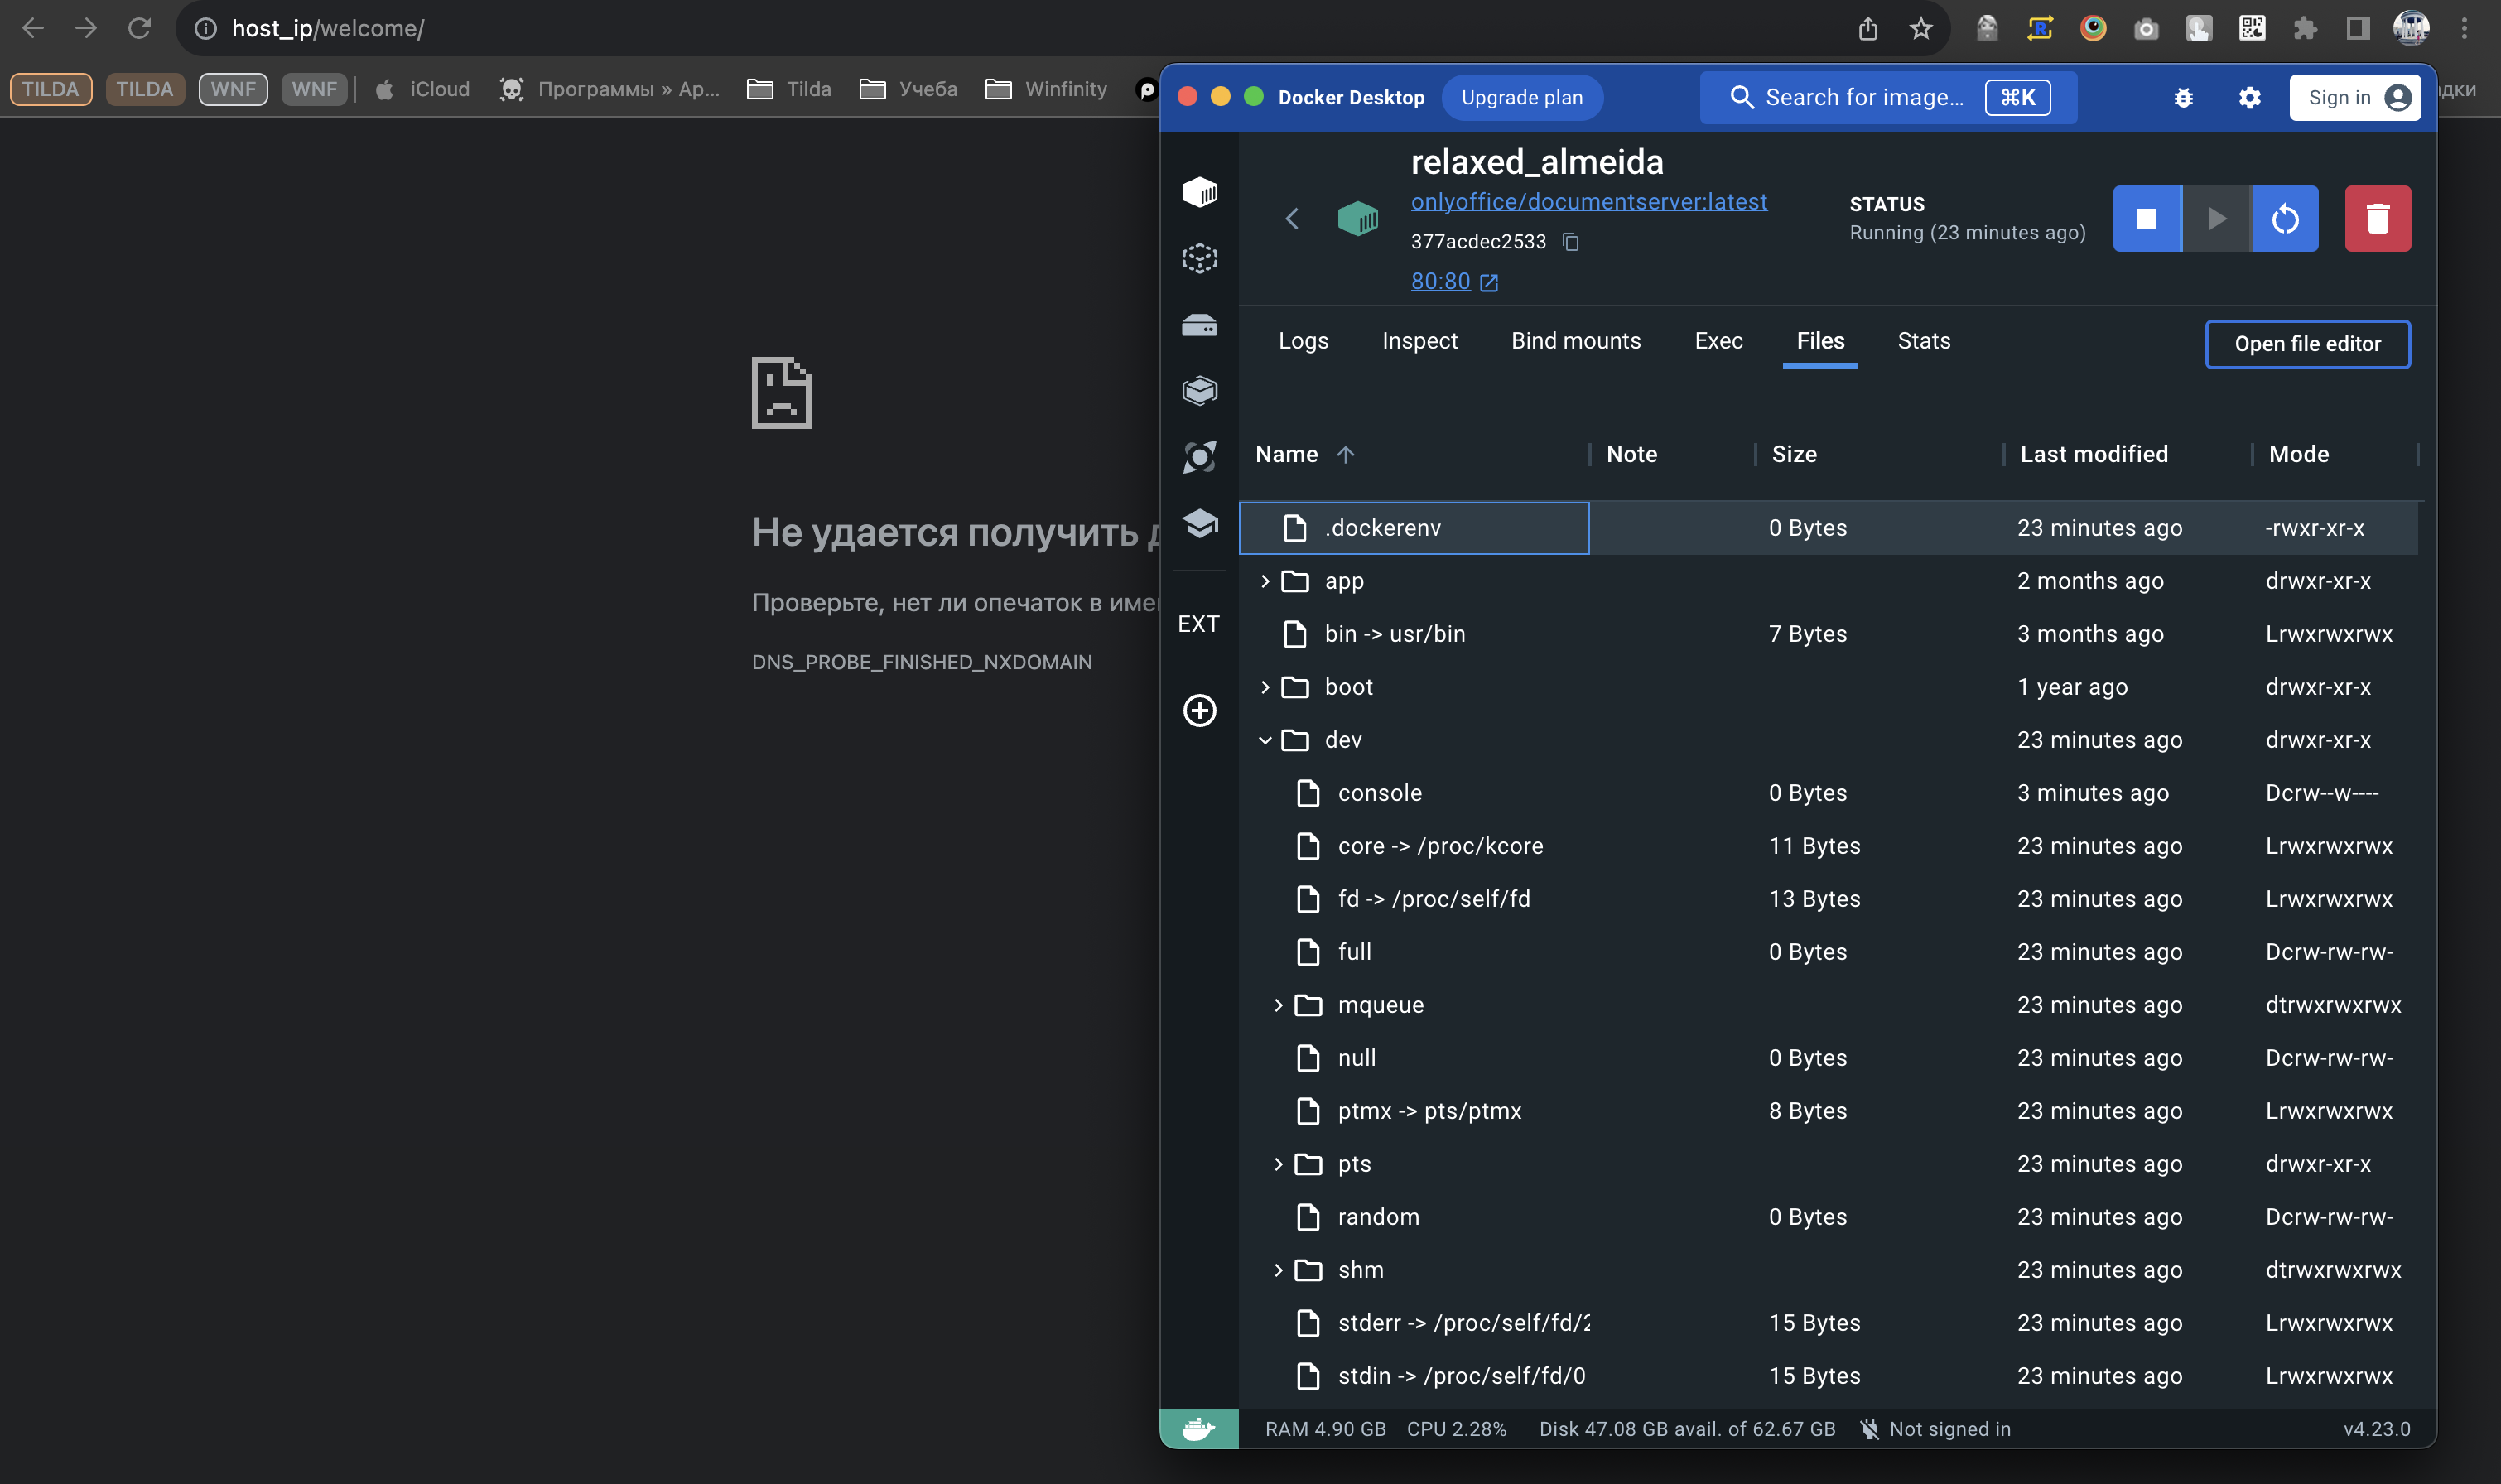 host_ip/welcome/
TILDA TILDA WNF WNF iCloud Программы » Ap... Tilda Учеба Winfinity
дки
Не удается получить
Проверьте, нет ли опечаток в
DNS_PROBE_FINISHED_NXDOMAIN
Docker Desktop Upgrade plan Search for image... ⌘K Sign in
relaxed_almeida
onlyoffice/documentserver:latest
377acdec2533
80:80
STATUS
Running (23 minutes ago)
Logs Inspect Bind mounts Exec Files Stats Open file editor
Name Note Size Last modified Mode
.dockerenv 0 Bytes 23 minutes ago -rwxr-xr-x
app 2 months ago drwxr-xr-x
bin -> usr/bin 7 Bytes 3 months ago Lrwxrwxrwx
boot 1 year ago drwxr-xr-x
dev 23 minutes ago drwxr-xr-x
console 0 Bytes 3 minutes ago Dcrw--w----
core -> /proc/kcore 11 Bytes 23 minutes ago Lrwxrwxrwx
fd -> /proc/self/fd 13 Bytes 23 minutes ago Lrwxrwxrwx
full 0 Bytes 23 minutes ago Dcrw-rw-rw-
mqueue 23 minutes ago dtrwxrwxrwx
null 0 Bytes 23 minutes ago Dcrw-rw-rw-
ptmx -> pts/ptmx 8 Bytes 23 minutes ago Lrwxrwxrwx
pts 23 minutes ago drwxr-xr-x
random 0 Bytes 23 minutes ago Dcrw-rw-rw-
shm 23 minutes ago dtrwxrwxrwx
stderr -> /proc/self/fd/2 15 Bytes 23 minutes ago Lrwxrwxrwx
stdin -> /proc/self/fd/0 15 Bytes 23 minutes ago Lrwxrwxrwx
EXT
RAM 4.90 GB CPU 2.28% Disk 47.08 GB avail. of 62.67 GB Not signed in v4.23.0